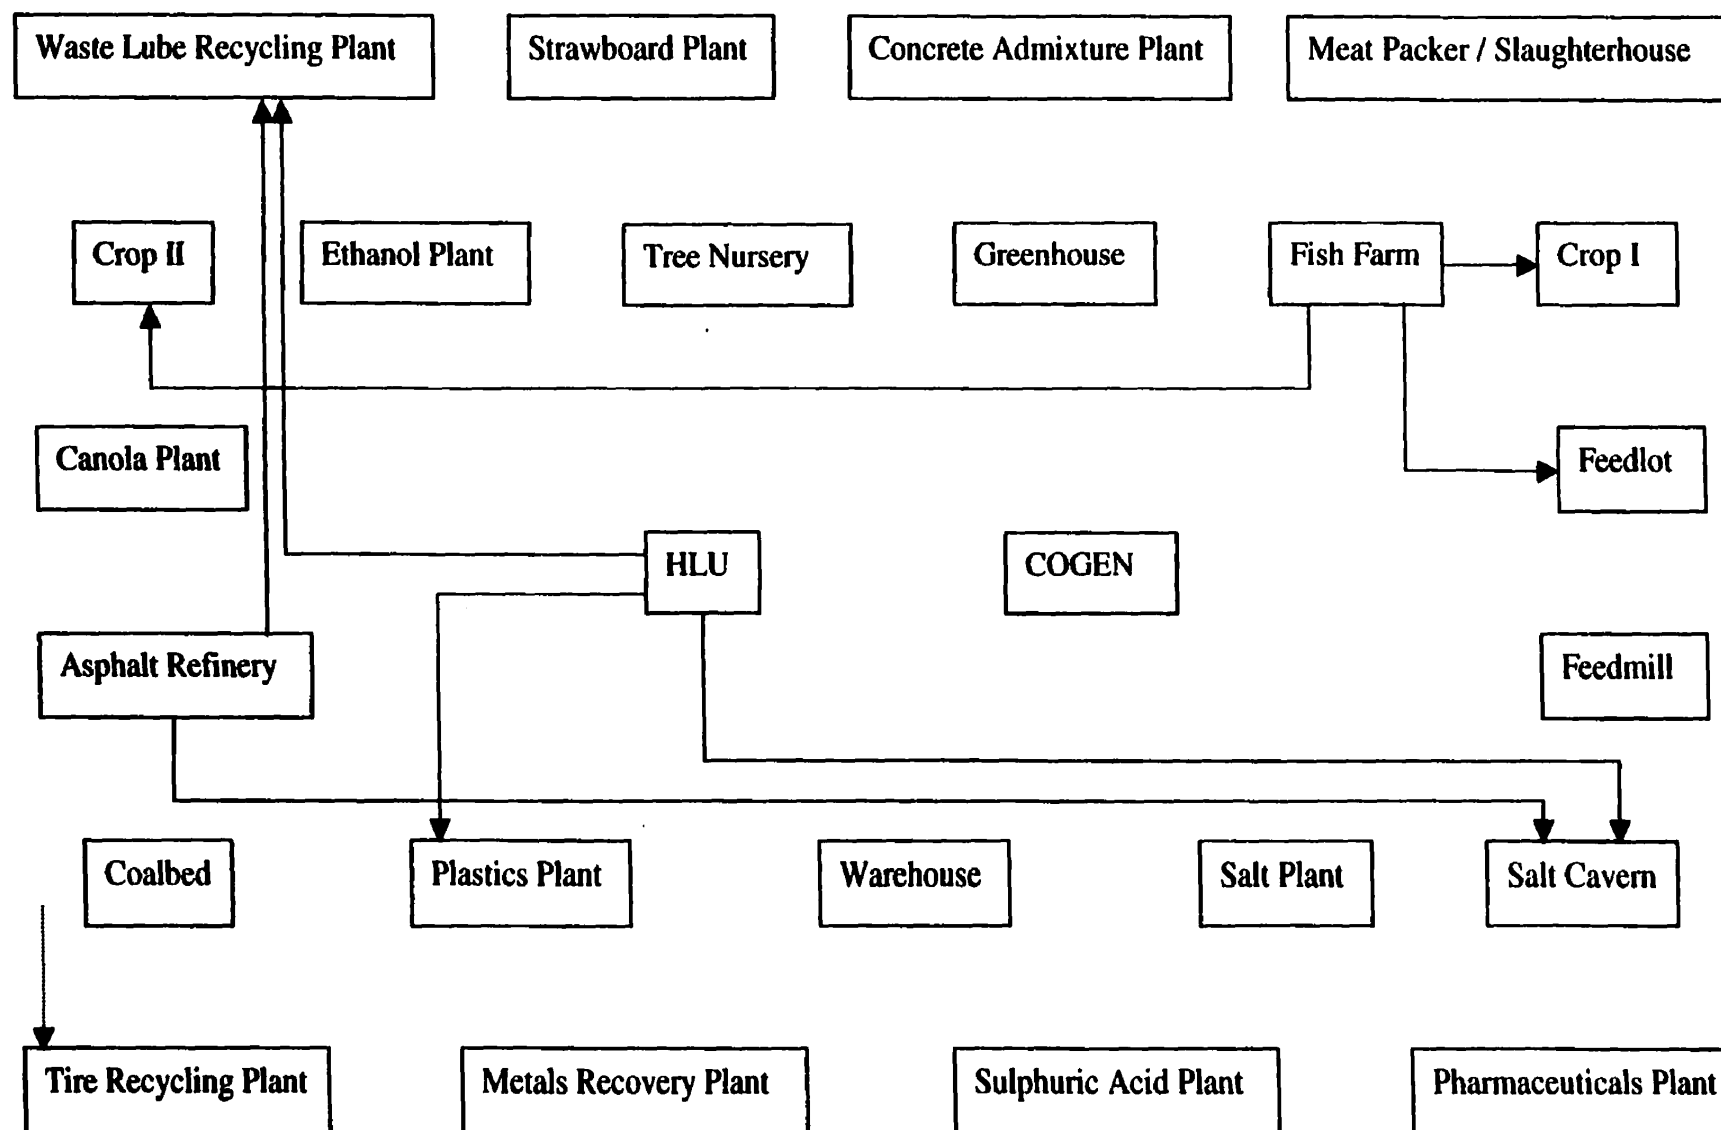 Waste Lube Recycling Plant
Strawboard Plant
Concrete Admixture Plant
Meat Packer / Slaughterhouse
Crop II
Ethanol Plant
Tree Nursery
Greenhouse
Fish Farm
Crop I
Canola Plant
Feedlot
HLU
COGEN
Asphalt Refinery
Feedmill
Coalbed
Plastics Plant
Warehouse
Salt Plant
Salt Cavern
Tire Recycling Plant
Metals Recovery Plant
Sulphuric Acid Plant
Pharmaceuticals Plant